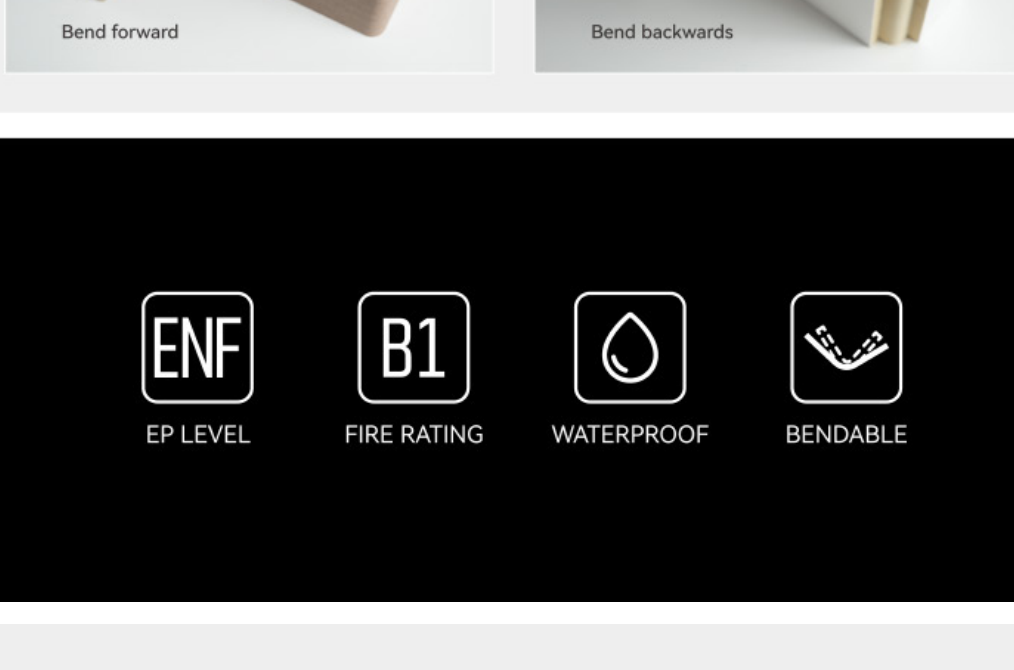 Bend forward
Bend backwards
ENF
B1
EP LEVEL
FIRE RATING
WATERPROOF
BENDABLE